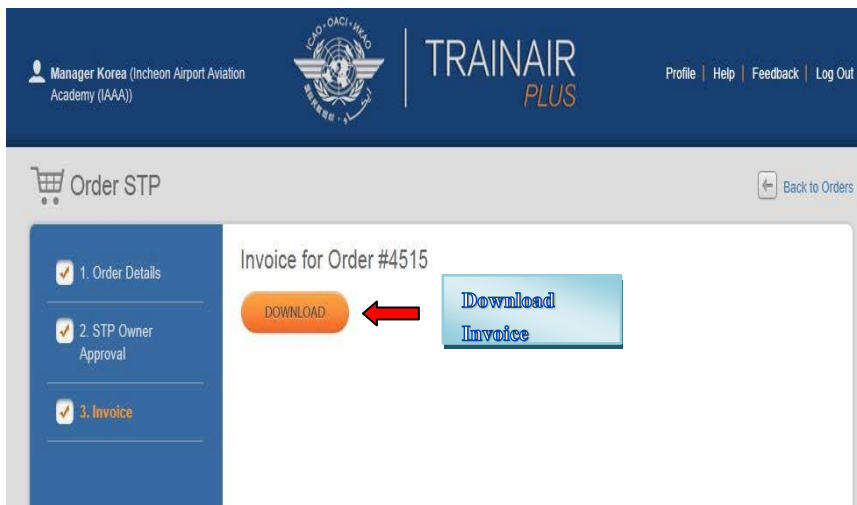 Manager Korea (Incheon Airport Aviation
Academy (IAAA))
TRAINAIR
PLUS
Profile | Help | Feedback | Log Out
Order STP
Back to Orders
1. Order Details
2. STP Owner
Approval
3. Invoice
Invoice for Order #4515
DOWNLOAD
Download
Invoice